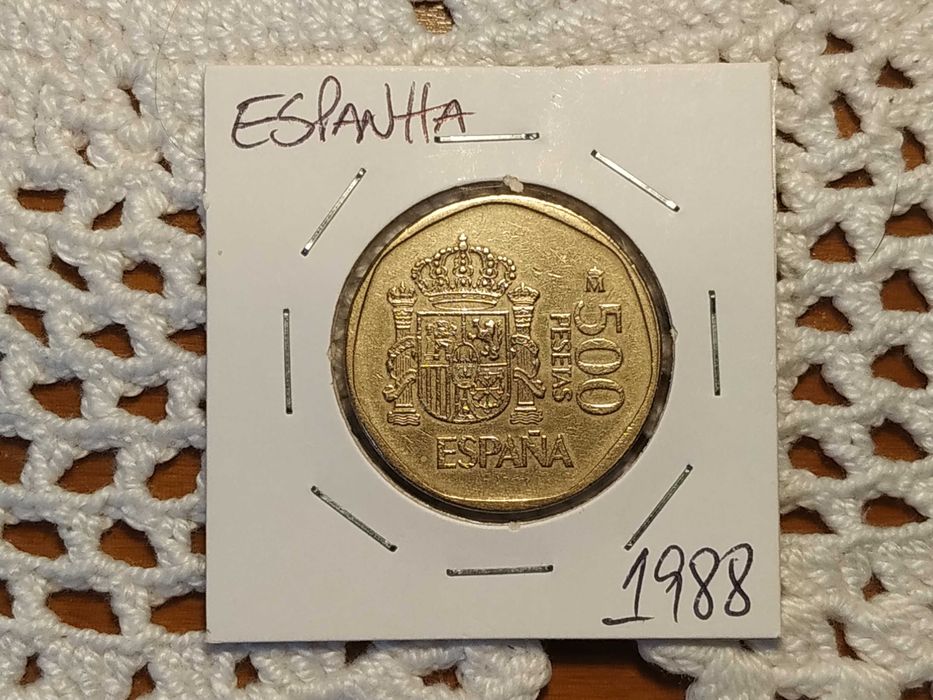 ESPANHA
M
500
PESETAS
ESPAÑA
1988